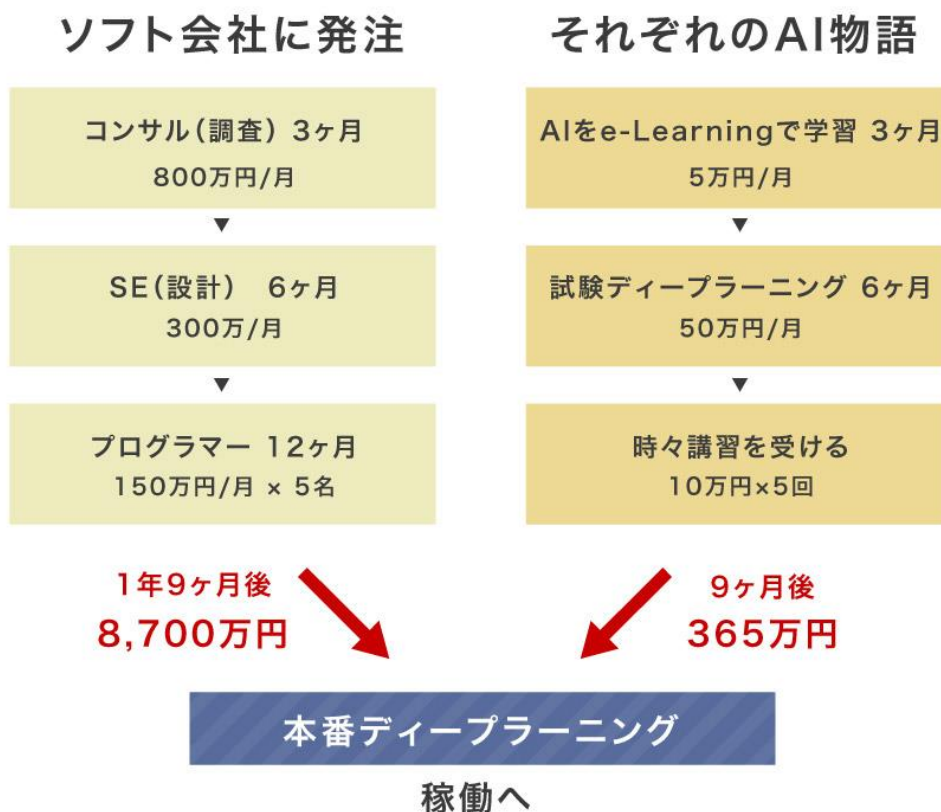 ソフト会社に発注
コンサル（調査） 3ヶ月
800万円/月
▼
SE（設計） 6ヶ月
300万/月
▼
プログラマー 12ヶ月
150万円/月 × 5名
1年9ヶ月後
8,700万円
それぞれのAI物語
AIをe-Learningで学習 3ヶ月
5万円/月
▼
試験ディープラーニング 6ヶ月
50万円/月
▼
時々講習を受ける
10万円×5回
9ヶ月後
365万円
本番ディープラーニング
稼働へ